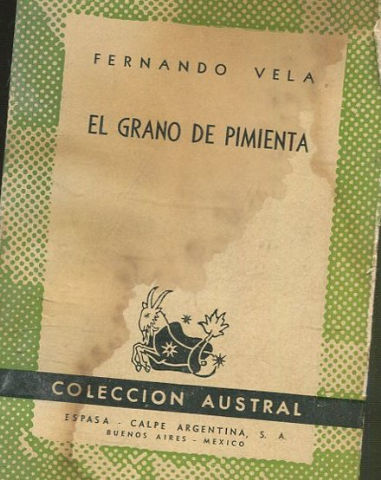 FERNANDO VELA
EL GRANO DE PIMIENTA
COLECCION AUSTRAL
ESPASA - CALPE ARGENTINA, S. A.
BUENOS AIRES - MEXICO